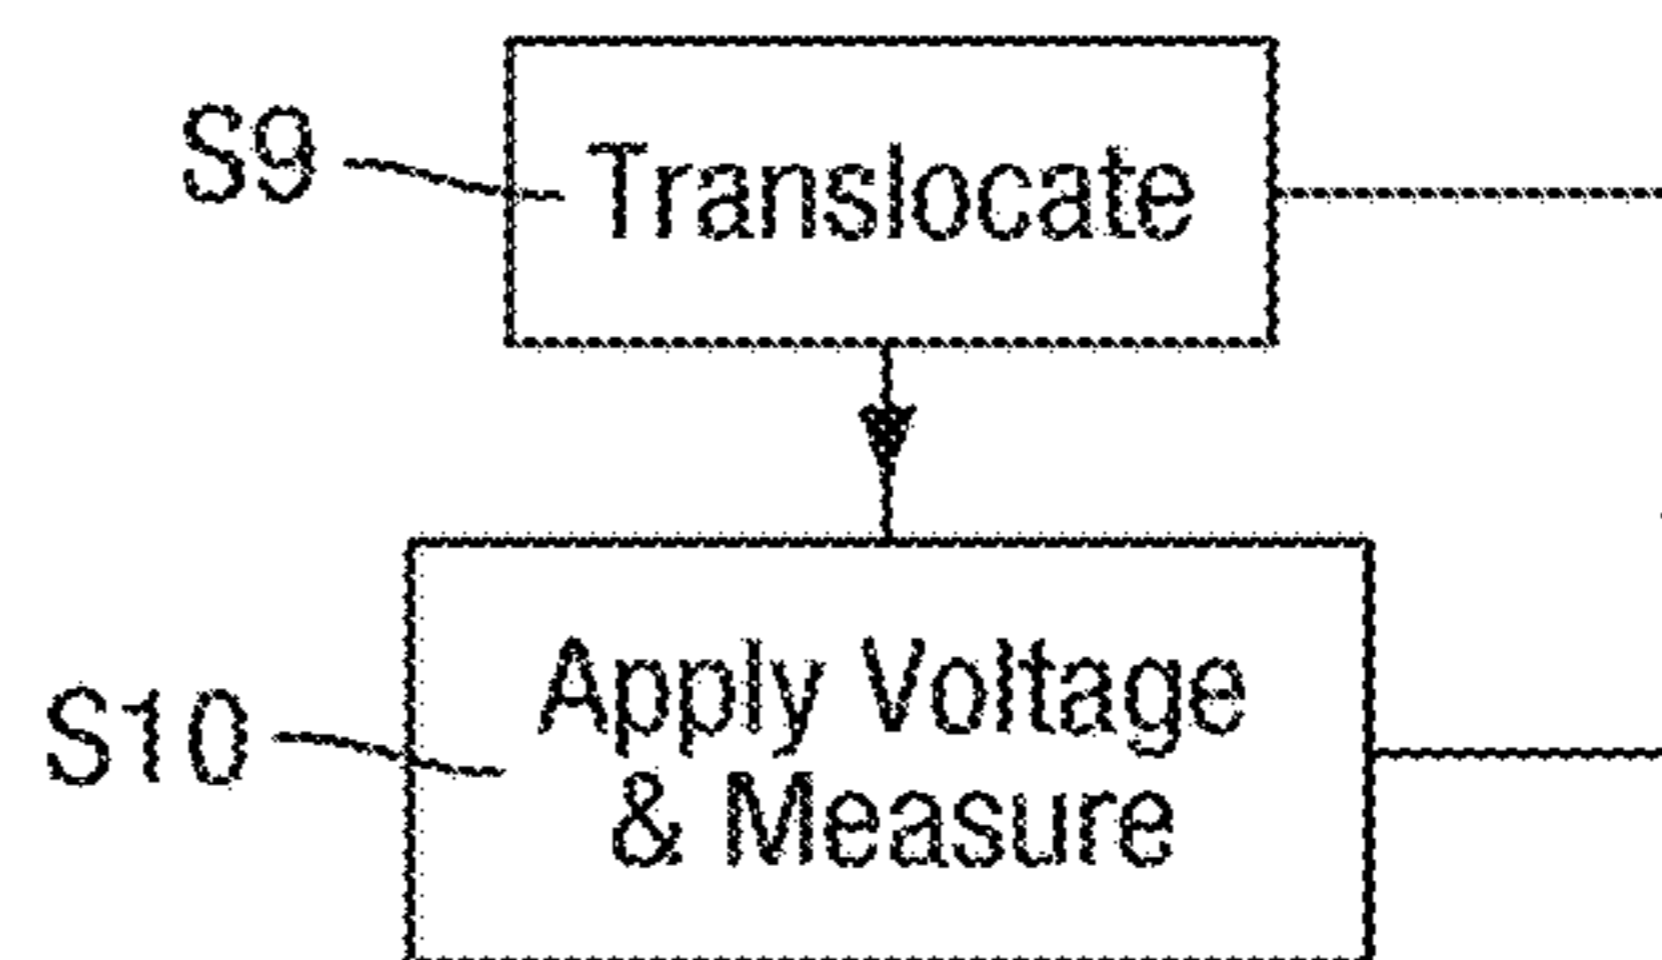 S9
Translocate
S10
Apply Voltage
& Measure